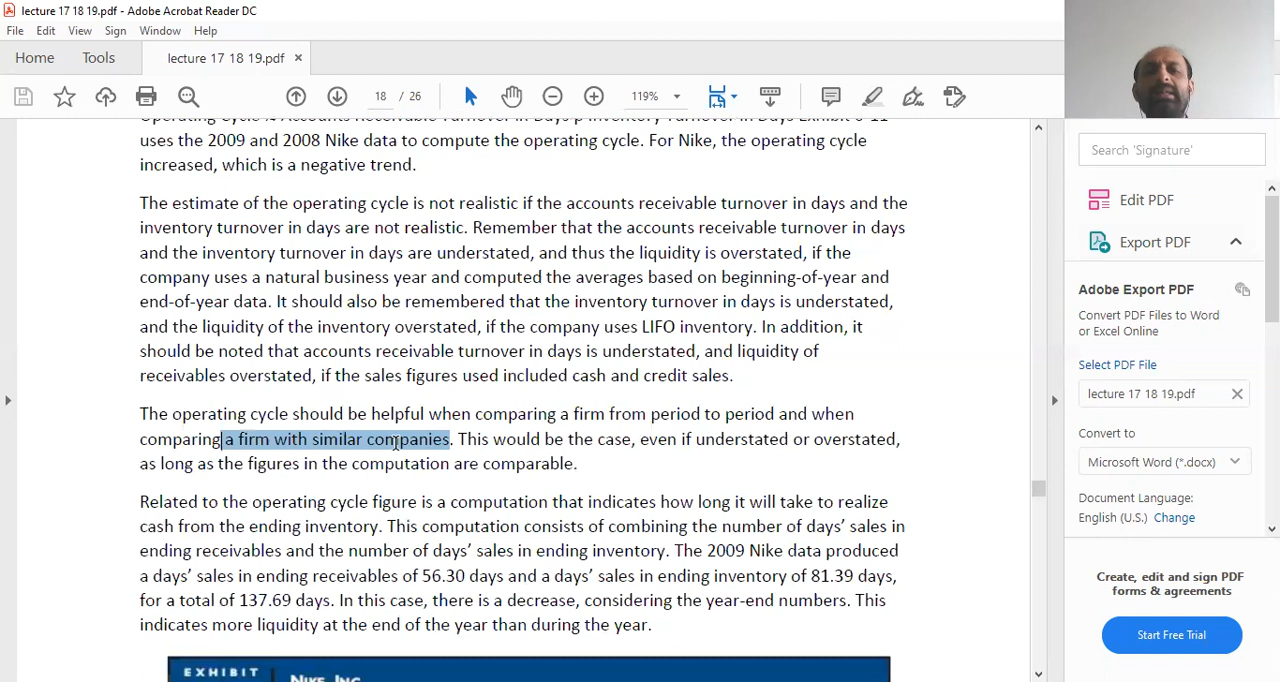 lecture 17 18 19.pdf - Adobe Acrobat Reader DC
File Edit View Sign Window Help
Home Tools lecture 17 18 19.pdf ×
18 / 26 119%
uses the 2009 and 2008 Nike data to compute the operating cycle. For Nike, the operating cycle
increased, which is a negative trend.
The estimate of the operating cycle is not realistic if the accounts receivable turnover in days and the
inventory turnover in days are not realistic. Remember that the accounts receivable turnover in days
and the inventory turnover in days are understated, and thus the liquidity is overstated, if the
company uses a natural business year and computed the averages based on beginning-of-year and
end-of-year data. It should also be remembered that the inventory turnover in days is understated,
and the liquidity of the inventory overstated, if the company uses LIFO inventory. In addition, it
should be noted that accounts receivable turnover in days is understated, and liquidity of
receivables overstated, if the sales figures used included cash and credit sales.
The operating cycle should be helpful when comparing a firm from period to period and when
comparing a firm with similar companies. This would be the case, even if understated or overstated,
as long as the figures in the computation are comparable.
Related to the operating cycle figure is a computation that indicates how long it will take to realize
cash from the ending inventory. This computation consists of combining the number of days’ sales in
ending receivables and the number of days’ sales in ending inventory. The 2009 Nike data produced
a days’ sales in ending receivables of 56.30 days and a days’ sales in ending inventory of 81.39 days,
for a total of 137.69 days. In this case, there is a decrease, considering the year-end numbers. This
indicates more liquidity at the end of the year than during the year.
EXHIBIT NIKE, INC.
Search 'Signature'
Edit PDF
Export PDF
Adobe Export PDF
Convert PDF Files to Word
or Excel Online
Select PDF File
lecture 17 18 19.pdf
Convert to
Microsoft Word (*.docx)
Document Language:
English (U.S.) Change
Create, edit and sign PDF
forms & agreements
Start Free Trial